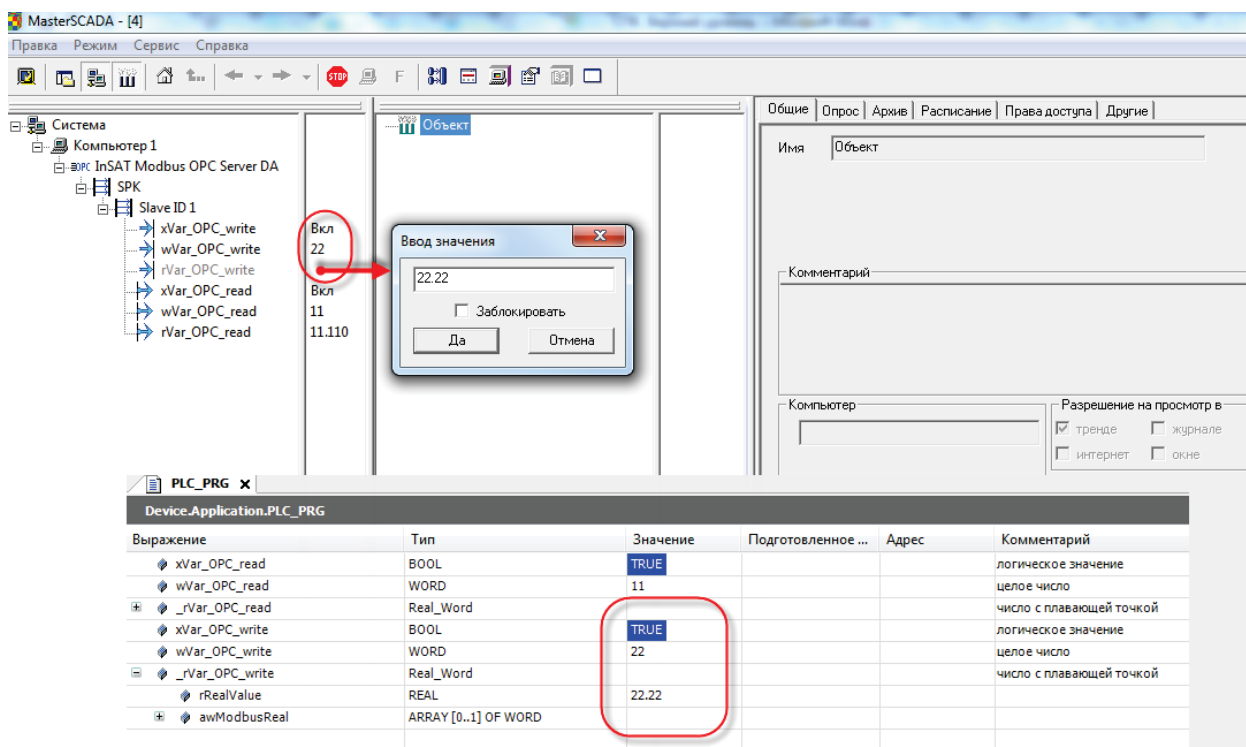 MasterSCADA - [4]
Правка Режим Сервис Справка
STOP F
Система
Компьютер 1
InSAT Modbus OPC Server DA
SPK
Slave ID 1
xVar_OPC_write Вкл
wVar_OPC_write 22
rVar_OPC_write
xVar_OPC_read Вкл
wVar_OPC_read 11
rVar_OPC_read 11.110
Объект
Ввод значения
22.22
Заблокировать
Да Отмена
Общие Опрос Архив Расписание Права доступа Другие
Имя Объект
Комментарий
Компьютер
Разрешение на просмотр в
тренде журнале
интернет окне
PLC_PRG X
Device.Application.PLC_PRG
Выражение Тип Значение Подготовленное ... Адрес Комментарий
xVar_OPC_read BOOL TRUE логическое значение
wVar_OPC_read WORD 11 целое число
_rVar_OPC_read Real_Word число с плавающей точкой
xVar_OPC_write BOOL TRUE логическое значение
wVar_OPC_write WORD 22 целое число
_rVar_OPC_write Real_Word число с плавающей точкой
rRealValue REAL 22.22
awModbusReal ARRAY [0..1] OF WORD